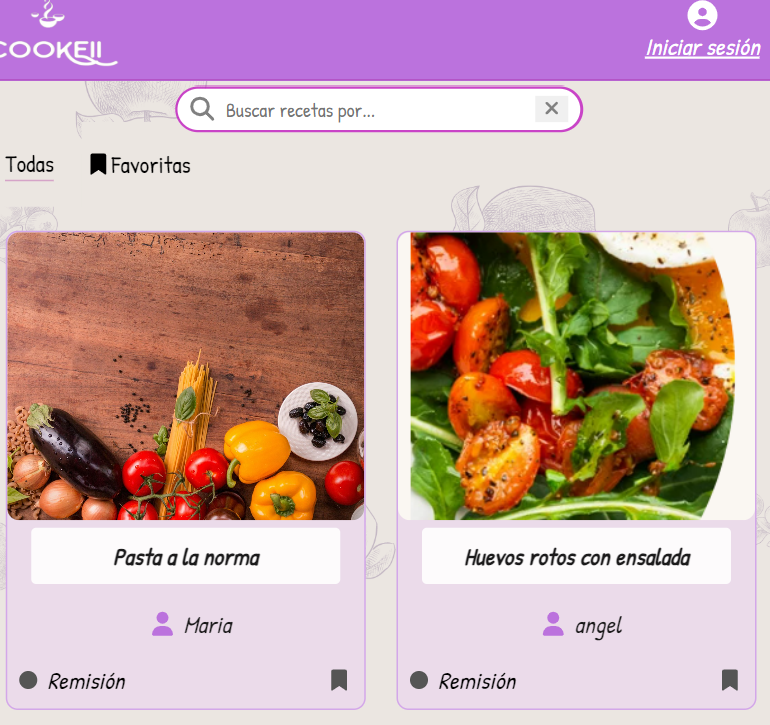 COOKEII
Iniciar sesión
Buscar recetas por...
Todas
Favoritas
Pasta a la norma
Huevos rotos con ensalada
Maria
angel
Remisión
Remisión